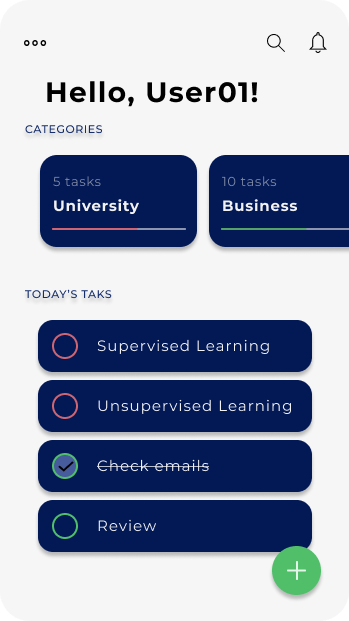 Hello, User01!
CATEGORIES
5 tasks
University
10 tasks
Business
TODAY'S TAKS
Supervised Learning
Unsupervised Learning
Check emails
Review